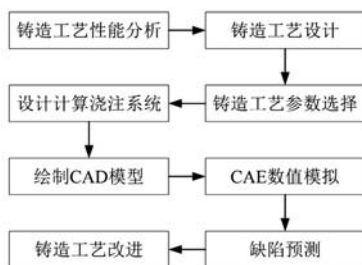 铸造工艺性能分析
铸造工艺设计
铸造工艺参数选择
设计计算浇注系统
绘制CAD模型
CAE数值模拟
缺陷预测
铸造工艺改进